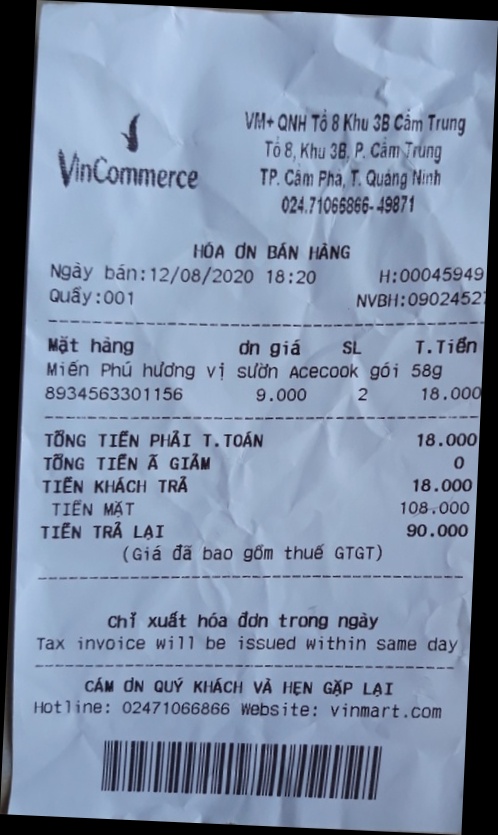 VinCommerce
VM+ QNH Tổ 8 Khu 3B Cẩm Trung
Tổ 8, Khu 3B, P. Cẩm Trung
TP. Cẩm Phả, T. Quảng Ninh
024.71066866-49871
HÓA ƠN BÁN HÀNG
Ngày bán:12/08/2020 18:20 H:00045949
Quầy:001 NVBH:0902452
Mặt hàng ơn giá SL T.Tiền
Miến Phú hương vị sườn Acecook gói 58g
8934563301156 9.000 2 18.000
TỔNG TIỀN PHẢI T.TOÁN 18.000
TỔNG TIỀN Ã GIẢM 0
TIỀN KHÁCH TRẢ 18.000
TIỀN MẶT 108.000
TIỀN TRẢ LẠI 90.000
(Giá đã bao gồm thuế GTGT)
Chỉ xuất hóa đơn trong ngày
Tax invoice will be issued within same day
CÁM ƠN QUÝ KHÁCH VÀ HẸN GẶP LẠI
Hotline: 02471066866 Website: vinmart.com